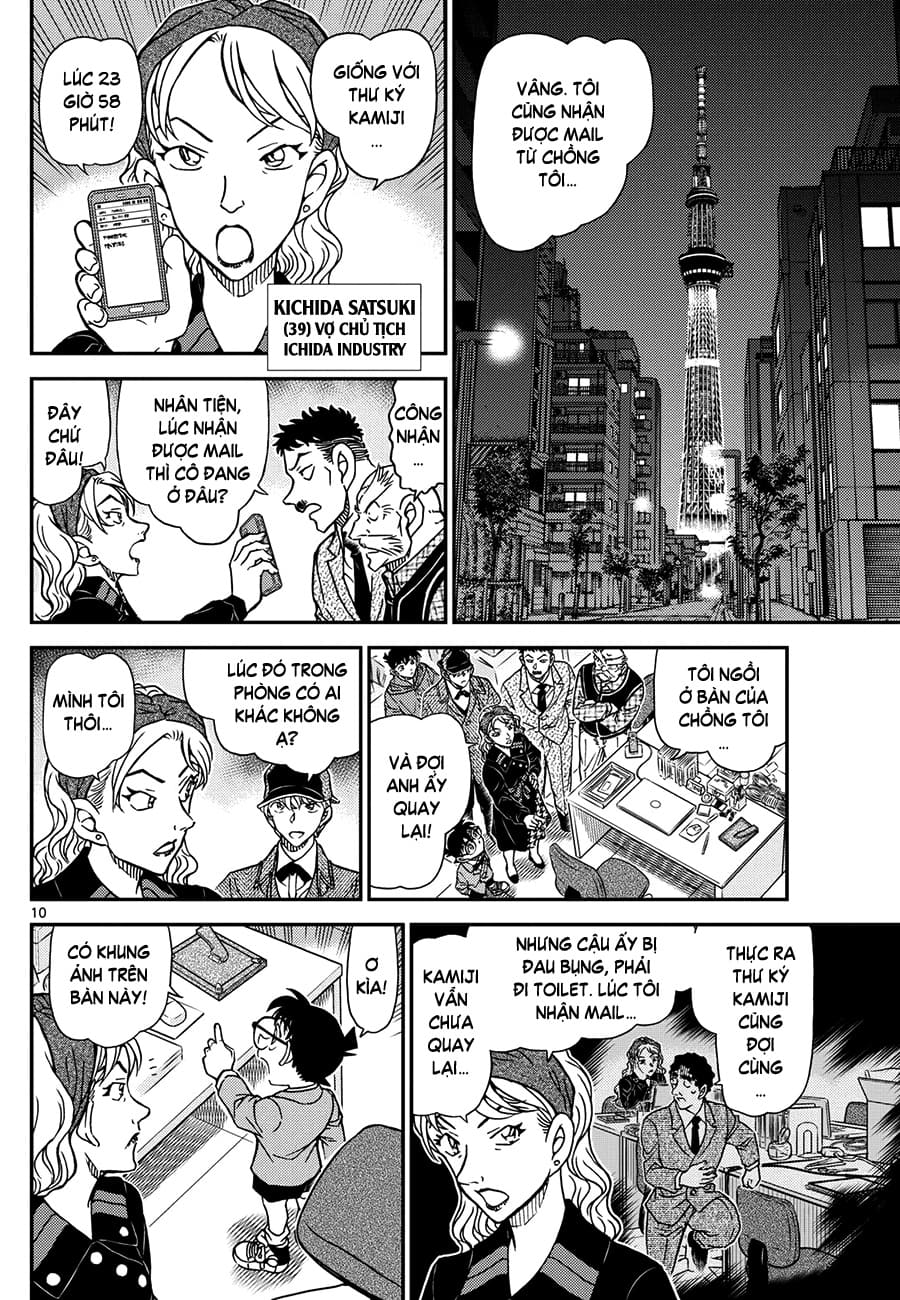 VÂNG. TÔI
CŨNG NHẬN
ĐƯỢC MAIL
TỪ CHỒNG
TÔI...
GIỐNG VỚI
THƯ KÝ
KAMIJI
...
LÚC 23
GIỜ 58
PHÚT!
KICHIDA SATSUKI
(39) VỢ CHỦ TỊCH
ICHIDA INDUSTRY
CÔNG
NHẬN
...
NHÂN TIỆN,
LÚC NHẬN
ĐƯỢC MAIL
THÌ CÔ ĐANG
Ở ĐÂU?
ĐÂY
CHỨ
ĐÂU!
TÔI NGỒI
Ở BÀN CỦA
CHỒNG TÔI
...
VÀ ĐỢI
ANH ẤY
QUAY
LẠI!
LÚC ĐÓ TRONG
PHÒNG CÓ AI
KHÁC KHÔNG
Ạ?
MÌNH TÔI
THÔI...
THỰC RA
THƯ KÝ
KAMIJI
CŨNG
ĐỢI
CÙNG
...
NHƯNG CẬU ẤY BỊ
ĐAU BỤNG, PHẢI
ĐI TOILET. LÚC TÔI
NHẬN MAIL...
KAMIJI
VẪN
CHƯA
QUAY
LẠI...
Ơ
KÌA!
CÓ KHUNG
ẢNH TRÊN
BÀN NÀY!
10